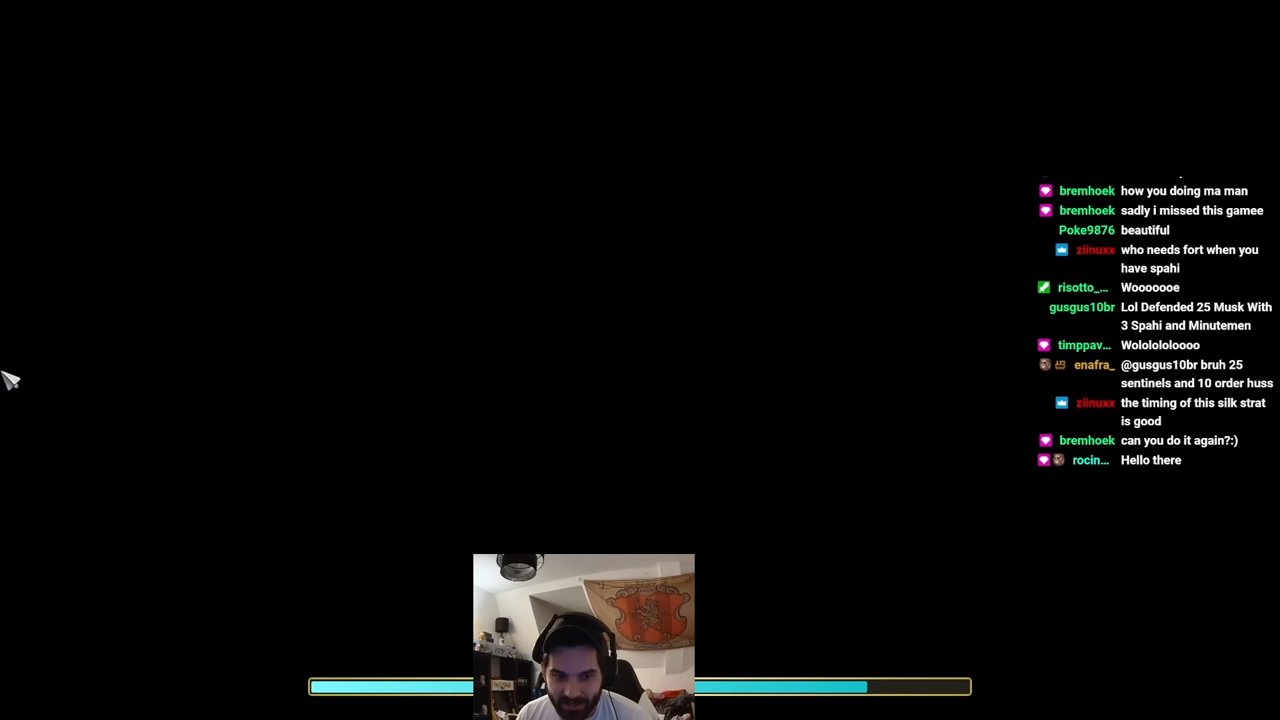 bremhoek how you doing ma man
bremhoek sadly i missed this gamee
Poke9876 beautiful
ziinuxx who needs fort when you
have spahi
risotto_... Wooooooe
gusgus10br Lol Defended 25 Musk With
3 Spahi and Minutemen
timppav... Wololololoooo
enafra_ @gusgus10br bruh 25
sentinels and 10 order huss
ziinuxx the timing of this silk strat
is good
bremhoek can you do it again?:)
rocin... Hello there